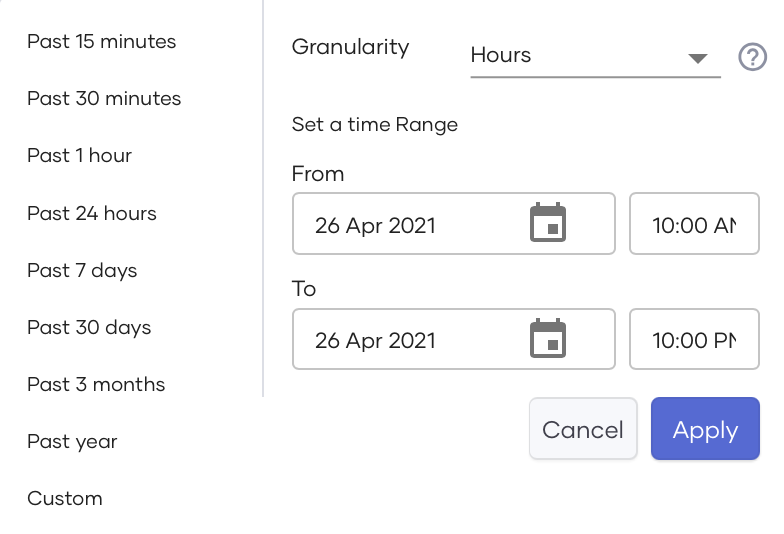 Past 15 minutes
Past 30 minutes
Past 1 hour
Past 24 hours
Past 7 days
Past 30 days
Past 3 months
Past year
Custom
Granularity
Hours
?
Set a time Range
From
26 Apr 2021
10:00 AM
To
26 Apr 2021
10:00 PM
Cancel
Apply